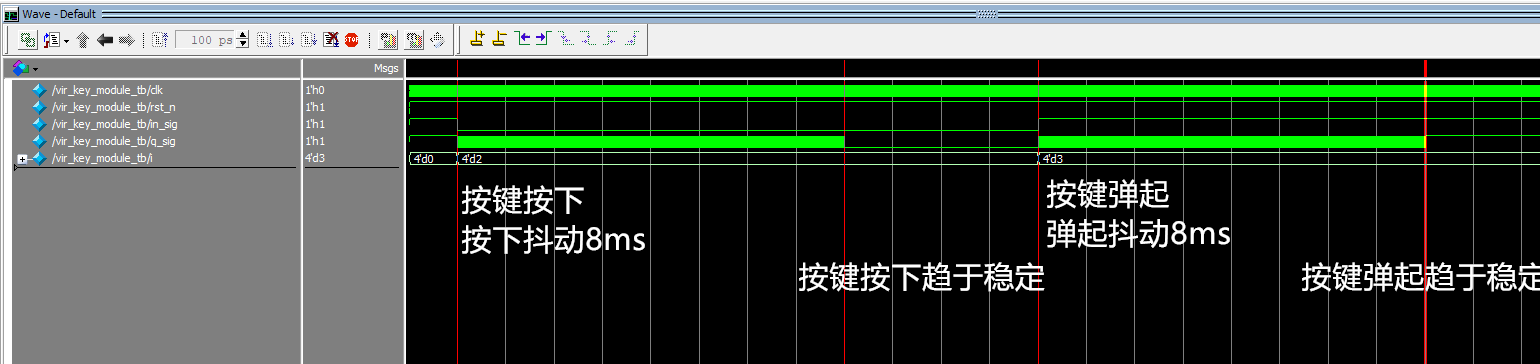 Wave - Default
100 ps
STOP
Msgs
/vir_key_module_tb/clk 1'h0
/vir_key_module_tb/rst_n 1'h1
/vir_key_module_tb/in_sig 1'h1
/vir_key_module_tb/q_sig 1'h1
/vir_key_module_tb/i 4'd3 4'd0 4'd2 4'd3
按键按下
按下抖动8ms
按键弹起
弹起抖动8ms
按键按下趋于稳定
按键弹起趋于稳定